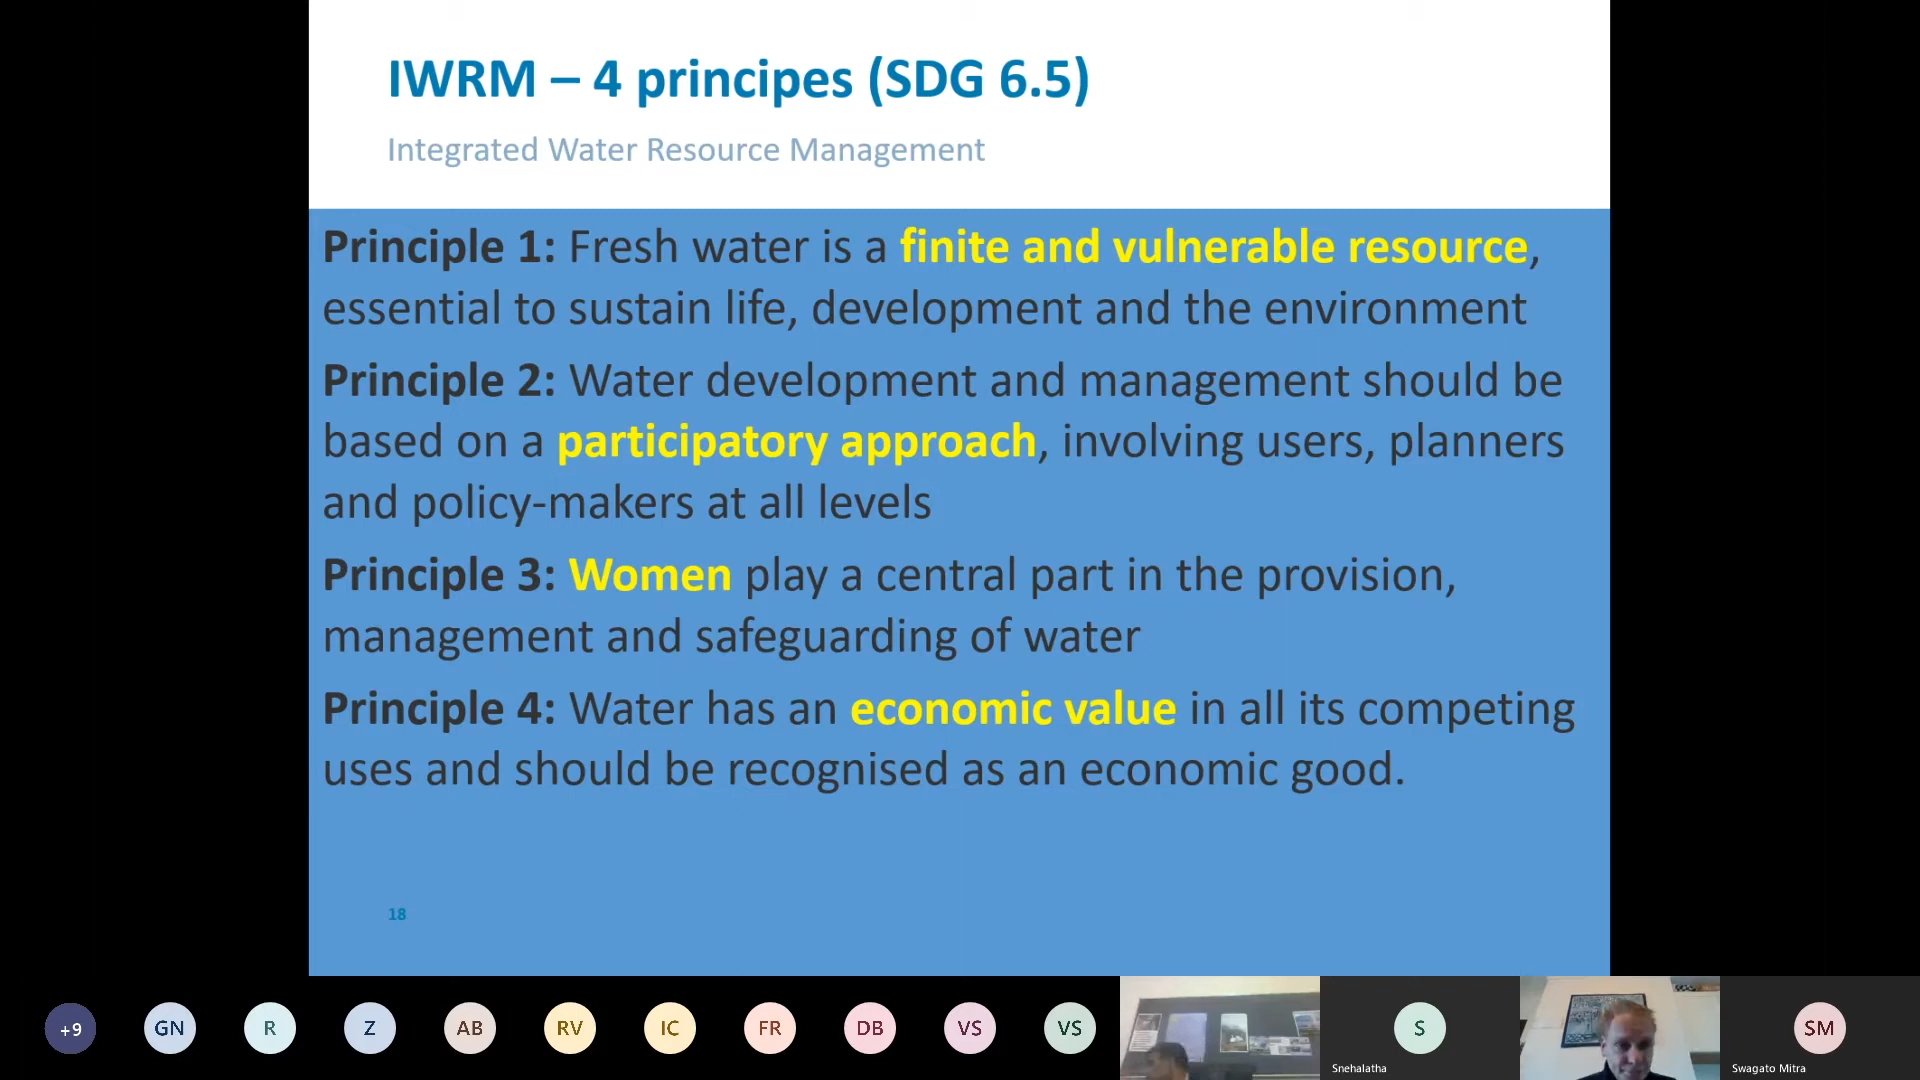 IWRM – 4 principes (SDG 6.5)
Integrated Water Resource Management
Principle 1: Fresh water is a finite and vulnerable resource,
essential to sustain life, development and the environment
Principle 2: Water development and management should be
based on a participatory approach, involving users, planners
and policy-makers at all levels
Principle 3: Women play a central part in the provision,
management and safeguarding of water
Principle 4: Water has an economic value in all its competing
uses and should be recognised as an economic good.
18
+9 GN R Z AB RV IC FR DB VS VS S SM
Snehalatha Swagato Mitra